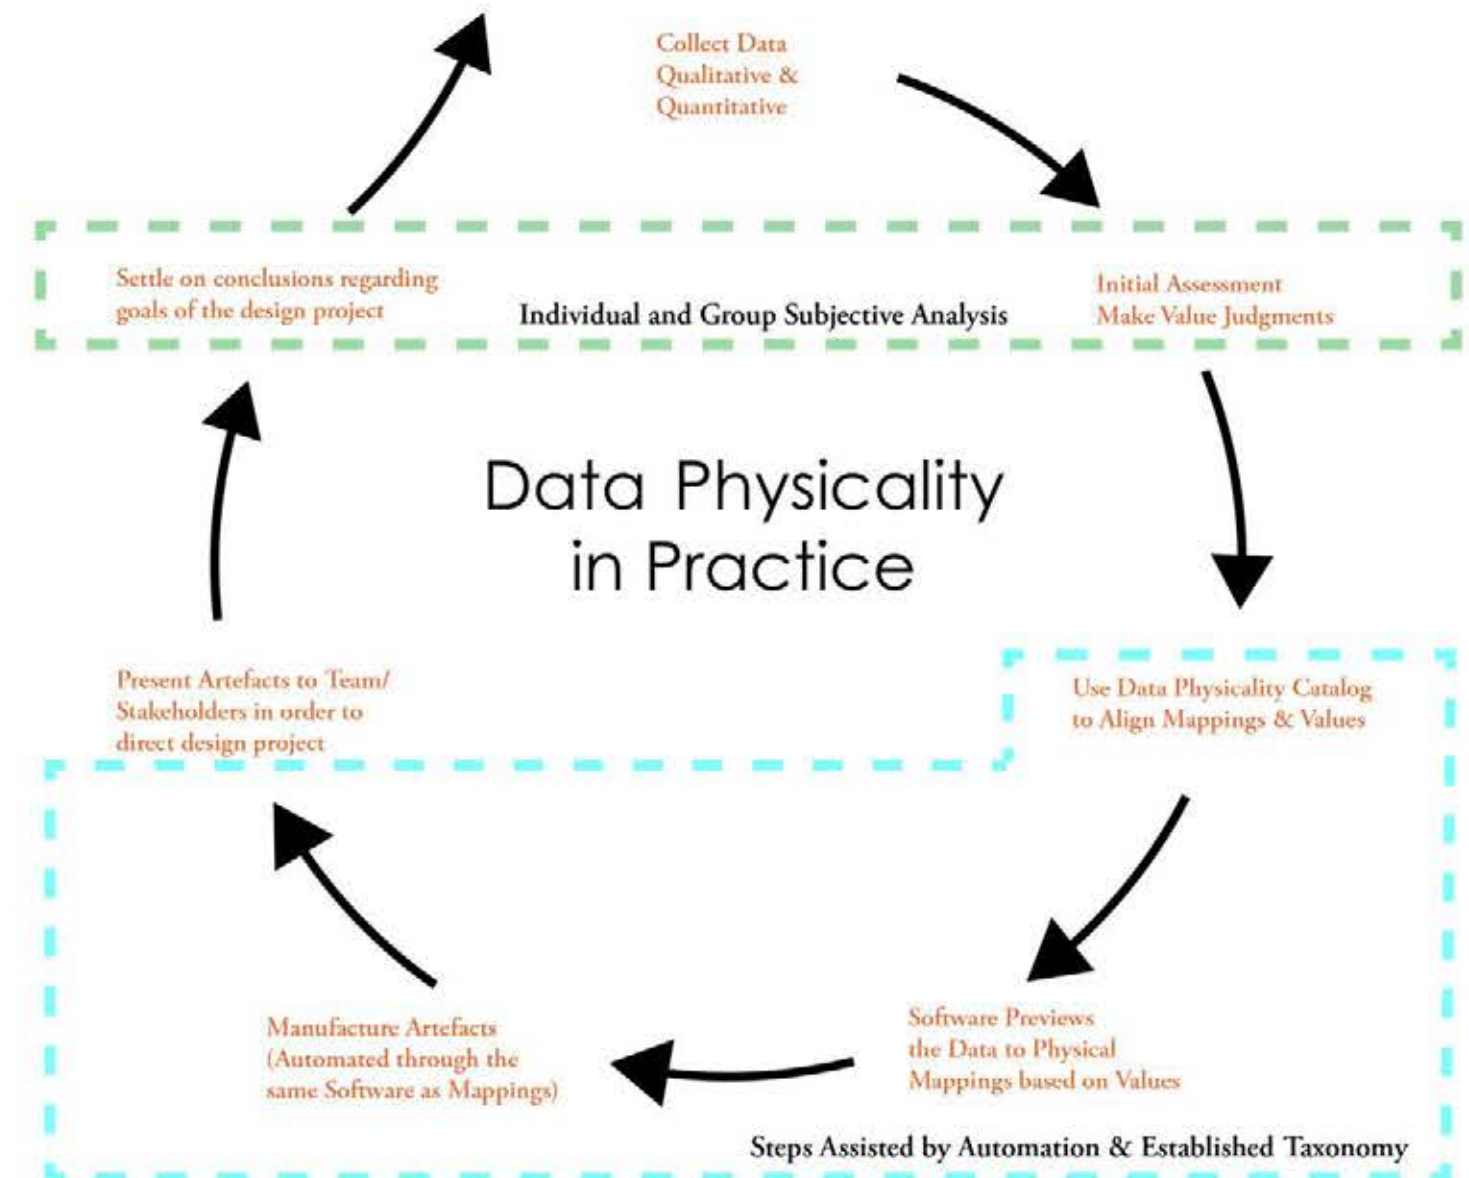 Collect Data
Qualitative &
Quantitative
Settle on conclusions regarding
goals of the design project
Individual and Group Subjective Analysis
Initial Assessment
Make Value Judgments
Data Physicality
in Practice
Present Artefacts to Team/
Stakeholders in order to
direct design project
Use Data Physicality Catalog
to Align Mappings & Values
Manufacture Artefacts
(Automated through the
same Software as Mappings)
Software Previews
the Data to Physical
Mappings based on Values
Steps Assisted by Automation & Established Taxonomy